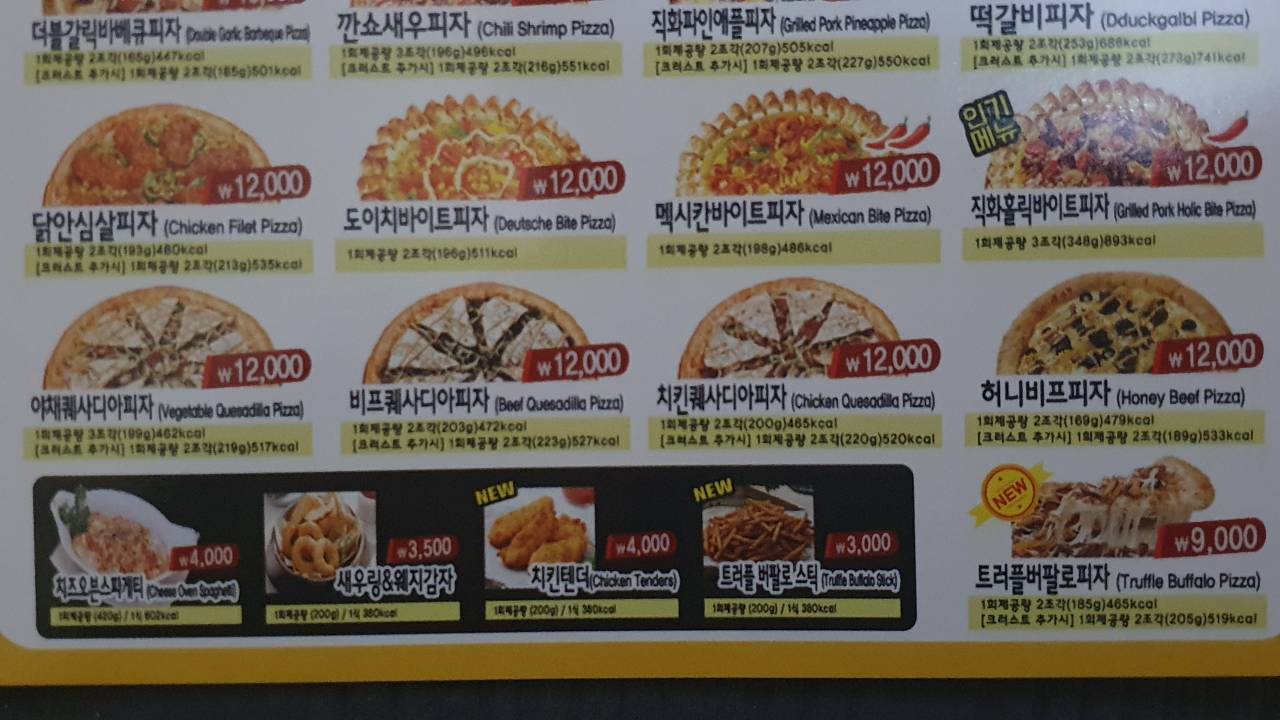 더블갈릭바베큐피자 (Double Garlic Barbeque Pizza)
1회제공량 2조각(165g)447kcal
[크러스트 추가시] 1회제공량 2조각(185g)501kcal
깐쇼새우피자 (Chili Shrimp Pizza)
1회제공량 3조각(196g)496kcal
[크러스트 추가시] 1회제공량 2조각(216g)551kcal
직화파인애플피자 (Grilled Pork Pineapple Pizza)
1회제공량 2조각(207g)505kcal
[크러스트 추가시] 1회제공량 2조각(227g)550kcal
떡갈비피자 (Dduckgalbi Pizza)
1회제공량 2조각(253g)686kcal
[크러스트 추가시] 1회제공량 2조각(273g)741kcal
₩12,000
닭안심살피자 (Chicken Filet Pizza)
1회제공량 2조각(193g)480kcal
[크러스트 추가시] 1회제공량 2조각(213g)535kcal
₩12,000
도이치바이트피자 (Deutsche Bite Pizza)
1회제공량 2조각(196g)511kcal
₩12,000
멕시칸바이트피자 (Mexican Bite Pizza)
1회제공량 2조각(198g)486kcal
인기
메뉴
₩12,000
직화홀릭바이트피자 (Grilled Pork Holic Bite Pizza)
1회제공량 3조각(348g)893kcal
₩12,000
야채퀘사디아피자 (Vegetable Quesadilla Pizza)
1회제공량 3조각(199g)462kcal
[크러스트 추가시] 1회제공량 2조각(219g)517kcal
₩12,000
비프퀘사디아피자 (Beef Quesadilla Pizza)
1회제공량 2조각(203g)472kcal
[크러스트 추가시] 1회제공량 2조각(223g)527kcal
₩12,000
치킨퀘사디아피자 (Chicken Quesadilla Pizza)
1회제공량 2조각(200g)465kcal
[크러스트 추가시] 1회제공량 2조각(220g)520kcal
₩12,000
허니비프피자 (Honey Beef Pizza)
1회제공량 2조각(169g)479kcal
[크러스트 추가시] 1회제공량 2조각(189g)533kcal
₩4,000
치즈오븐스파게티 (Cheese Oven Spaghetti)
1회제공량 (420g) / 1식 602kcal
₩3,500
새우링&웨지감자
1회제공량 (200g) / 1식 380kcal
NEW
₩4,000
치킨텐더(Chicken Tenders)
1회제공량 (200g) / 1식 380kcal
NEW
₩3,000
트러플 버팔로 스틱 (Truffle Buffalo Stick)
1회제공량 (200g) / 1식 380kcal
NEW
₩9,000
트러플버팔로피자 (Truffle Buffalo Pizza)
1회제공량 2조각(185g)465kcal
[크러스트 추가시] 1회제공량 2조각(205g)519kcal